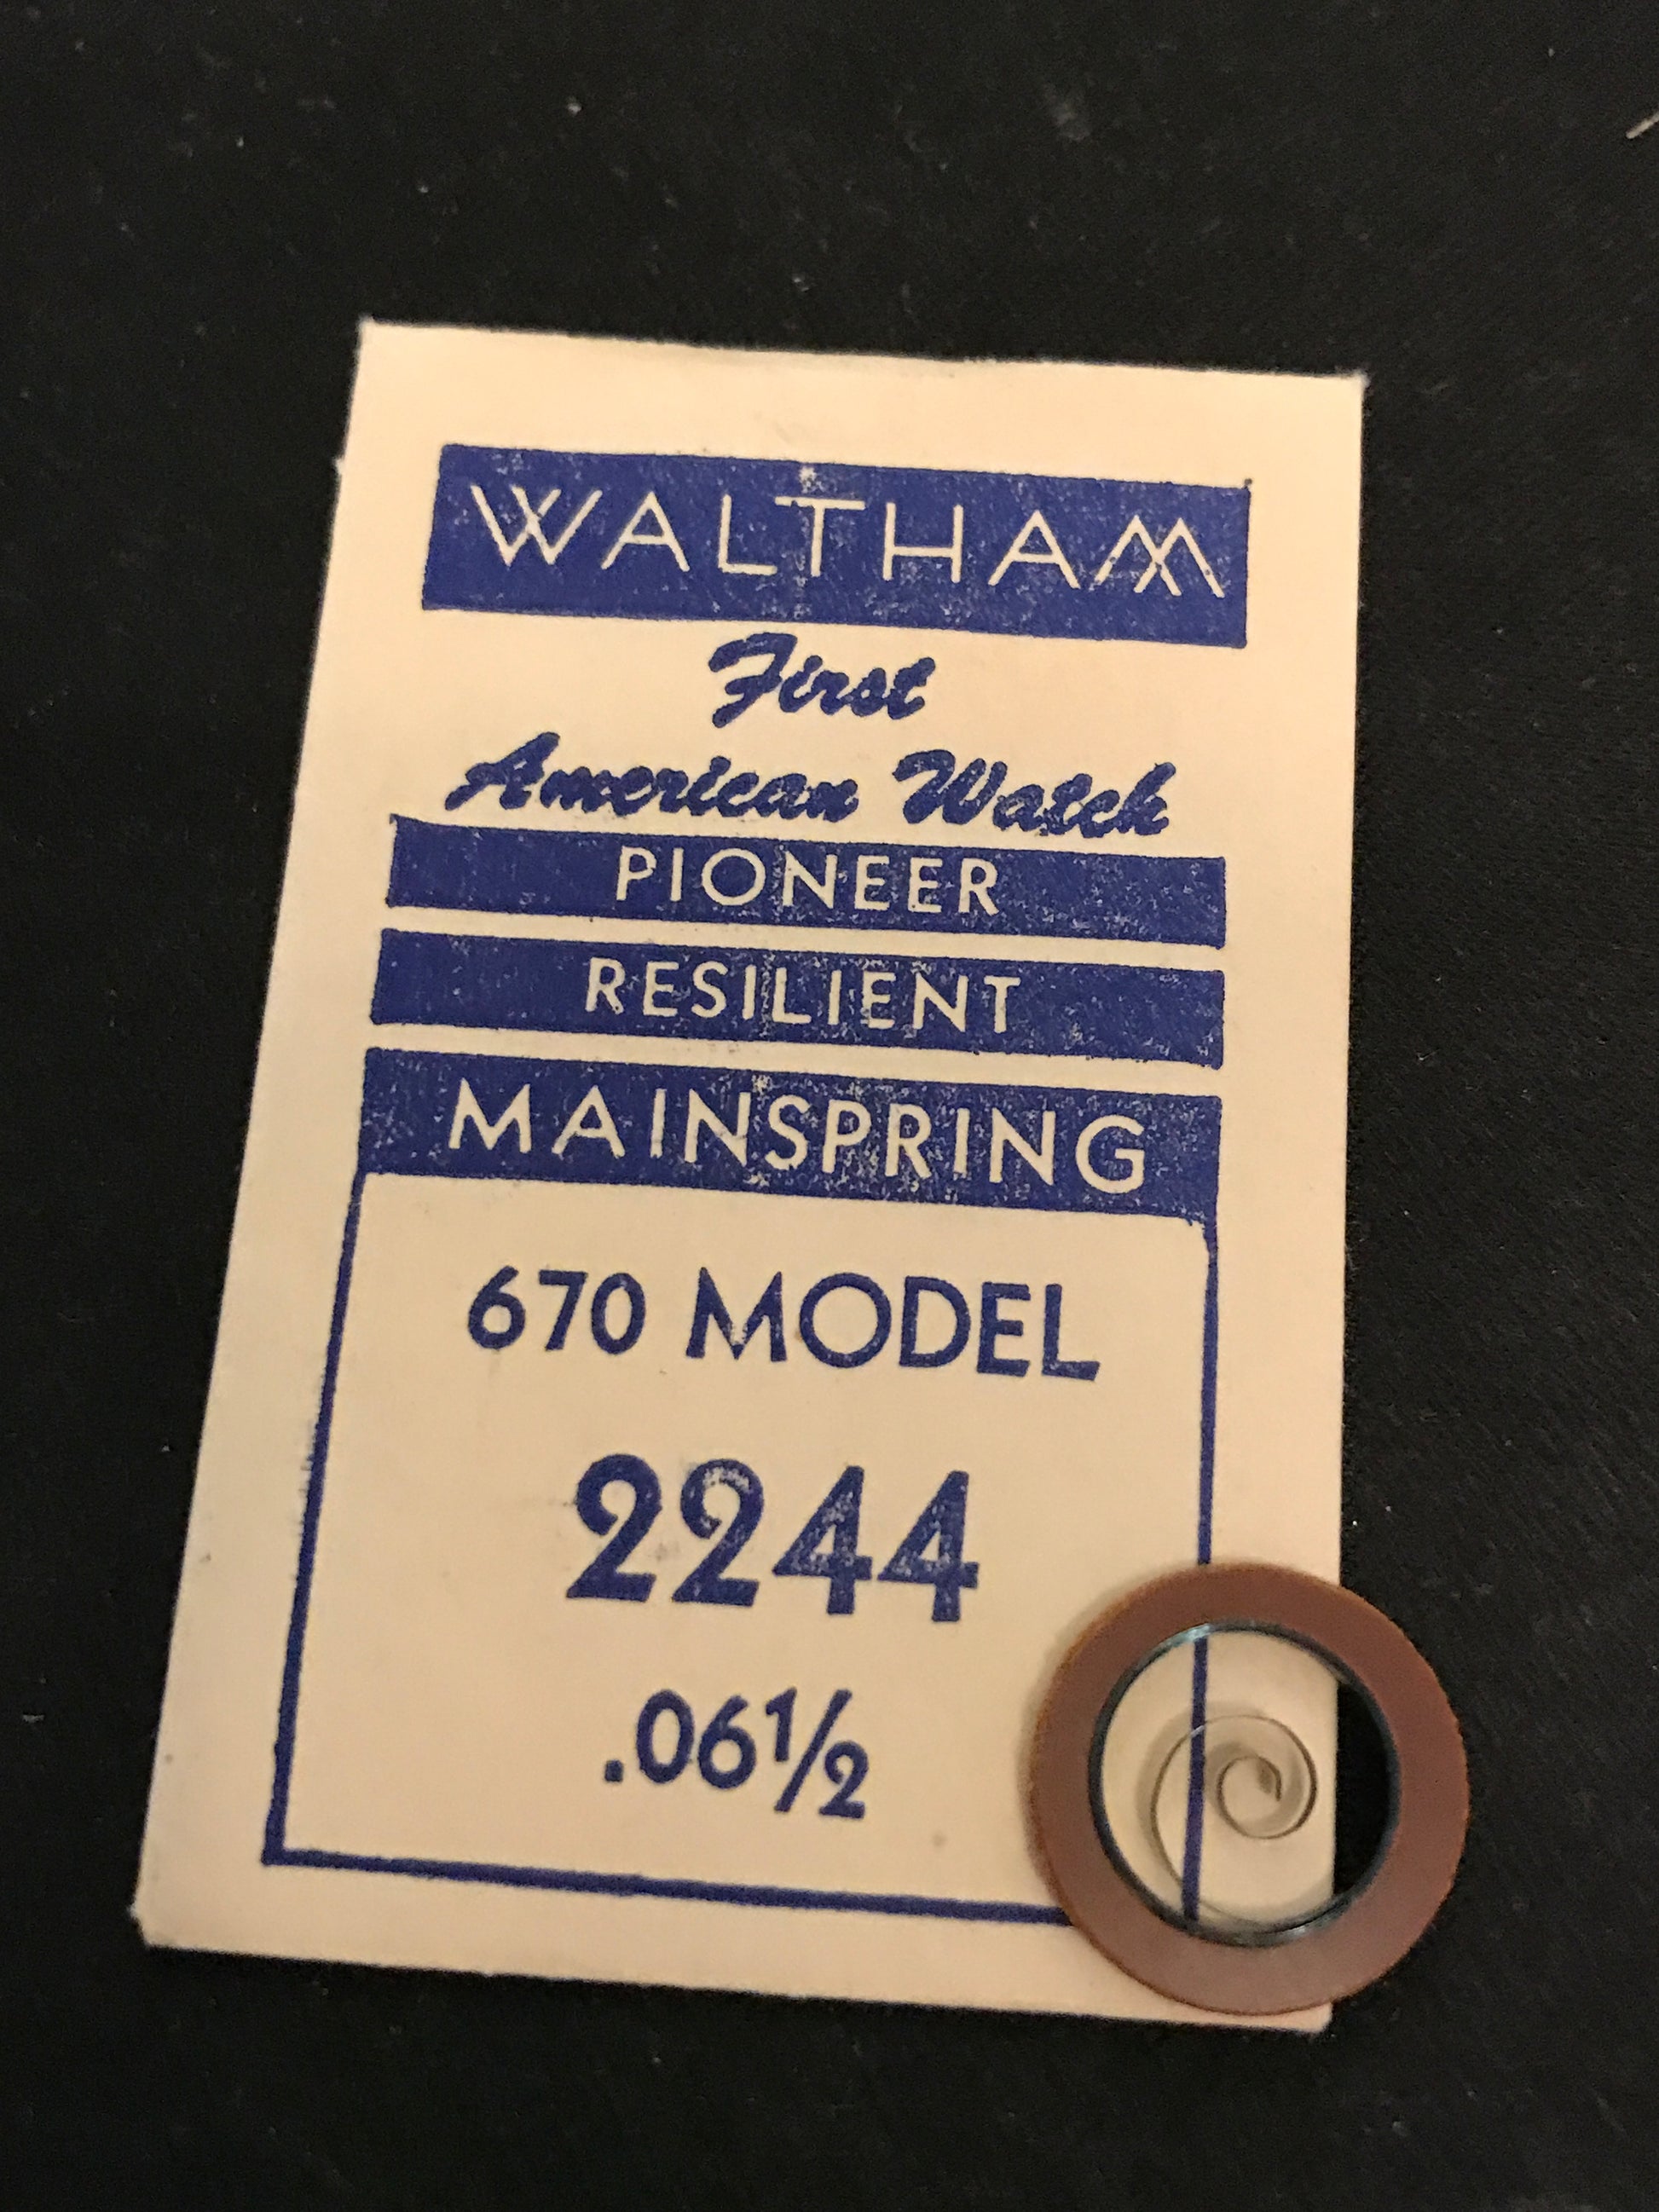 WALTHAM
First
American Watch
PIONEER
RESILIENT
MAINSPRING
670 MODEL
2244
.06½